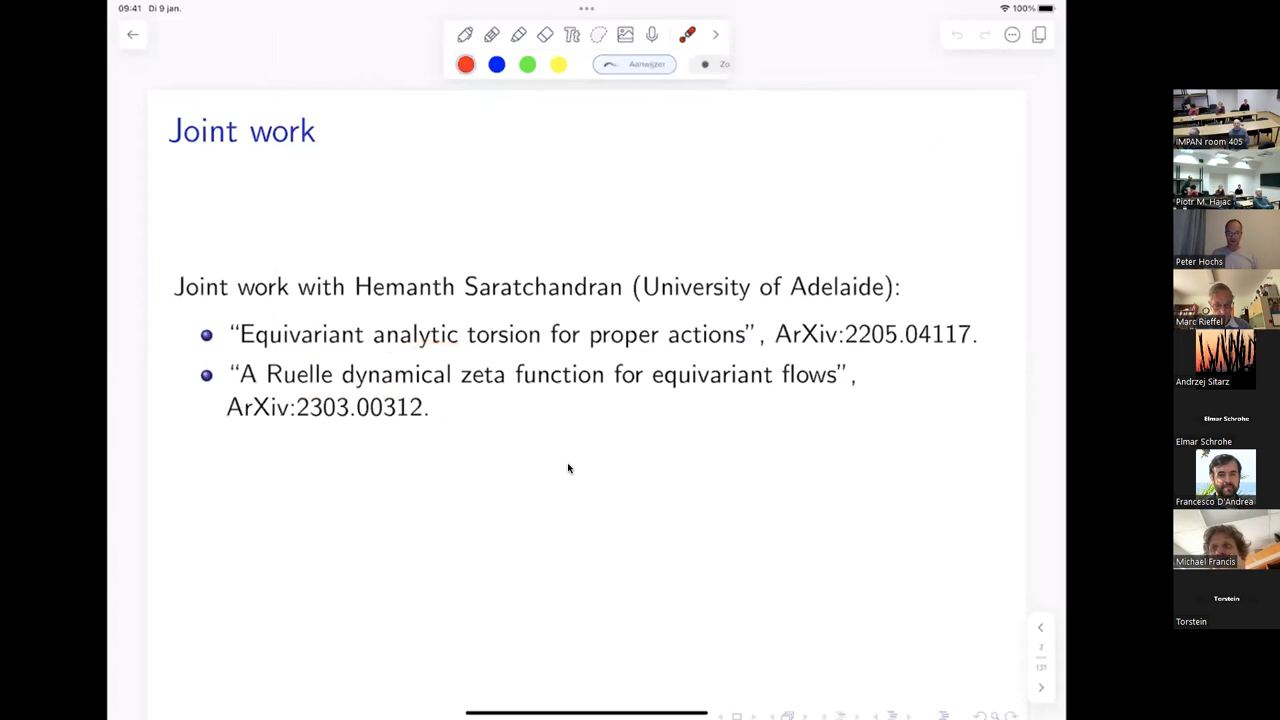 09:41 Di 9 jan.
100%
Aanwijzer
Zo
Joint work
Joint work with Hemanth Saratchandran (University of Adelaide):
“Equivariant analytic torsion for proper actions”, ArXiv:2205.04117.
“A Ruelle dynamical zeta function for equivariant flows”,
ArXiv:2303.00312.
131
IMPAN room 405
Piotr M. Hajac
Peter Hochs
Marc Rieffel
Andrzej Sitarz
Elmar Schrohe
Elmar Schrohe
Francesco D'Andrea
Michael Francis
Torstein
Torstein